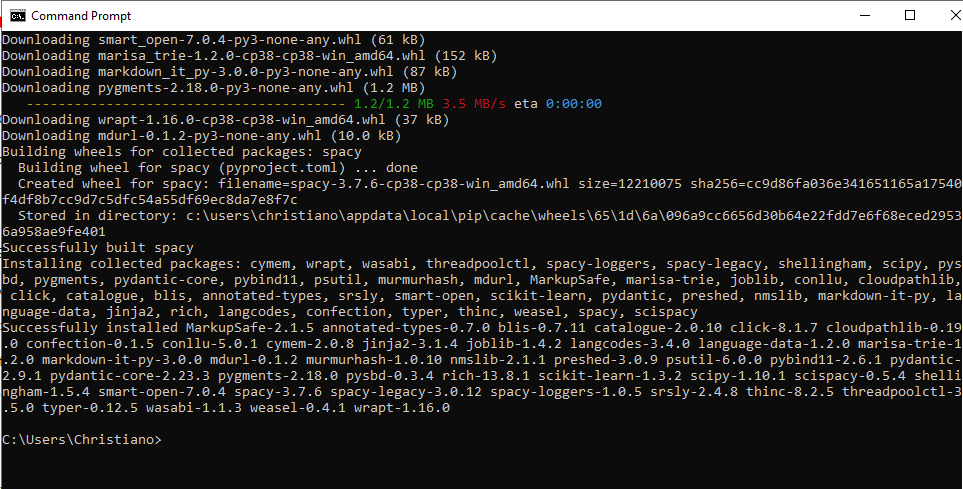 Command Prompt
Downloading smart_open-7.0.4-py3-none-any.whl (61 kB)
Downloading marisa_trie-1.2.0-cp38-cp38-win_amd64.whl (152 kB)
Downloading markdown_it_py-3.0.0-py3-none-any.whl (87 kB)
Downloading pygments-2.18.0-py3-none-any.whl (1.2 MB)
---------------------------------------- 1.2/1.2 MB 3.5 MB/s eta 0:00:00
Downloading wrapt-1.16.0-cp38-cp38-win_amd64.whl (37 kB)
Downloading mdurl-0.1.2-py3-none-any.whl (10.0 kB)
Building wheels for collected packages: spacy
Building wheel for spacy (pyproject.toml) ... done
Created wheel for spacy: filename=spacy-3.7.6-cp38-cp38-win_amd64.whl size=12210075 sha256=cc9d86fa036e341651165a17540
f4df8b7cc9d7c5dfc54a55df69ec8da7e8f7c
Stored in directory: c:\users\christiano\appdata\local\pip\cache\wheels\65\1d\6a\096a9cc6656d30b64e22fdd7e6f68eced2953
6a958ae9fe401
Successfully built spacy
Installing collected packages: cymem, wrapt, wasabi, threadpoolctl, spacy-loggers, spacy-legacy, shellingham, scipy, pys
bd, pygments, pydantic-core, pybind11, psutil, murmurhash, mdurl, MarkupSafe, marisa-trie, joblib, conllu, cloudpathlib,
click, catalogue, blis, annotated-types, srsly, smart-open, scikit-learn, pydantic, preshed, nmslib, markdown-it-py, la
nguage-data, jinja2, rich, langcodes, confection, typer, thinc, weasel, spacy, scispacy
Successfully installed MarkupSafe-2.1.5 annotated-types-0.7.0 blis-0.7.11 catalogue-2.0.10 click-8.1.7 cloudpathlib-0.19
.0 confection-0.1.5 conllu-5.0.1 cymem-2.0.8 jinja2-3.1.4 joblib-1.4.2 langcodes-3.4.0 language-data-1.2.0 marisa-trie-1
.2.0 markdown-it-py-3.0.0 mdurl-0.1.2 murmurhash-1.0.10 nmslib-2.1.1 preshed-3.0.9 psutil-6.0.0 pybind11-2.6.1 pydantic-
2.9.1 pydantic-core-2.23.3 pygments-2.18.0 pysbd-0.3.4 rich-13.8.1 scikit-learn-1.3.2 scipy-1.10.1 scispacy-0.5.4 shelli
ngham-1.5.4 smart-open-7.0.4 spacy-3.7.6 spacy-legacy-3.0.12 spacy-loggers-1.0.5 srsly-2.4.8 thinc-8.2.5 threadpoolctl-3
.5.0 typer-0.12.5 wasabi-1.1.3 weasel-0.4.1 wrapt-1.16.0
C:\Users\Christiano>